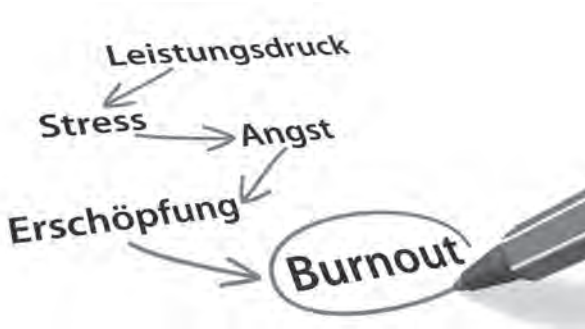 Leistungsdruck
Stress
Angst
Erschöpfung
Burnout